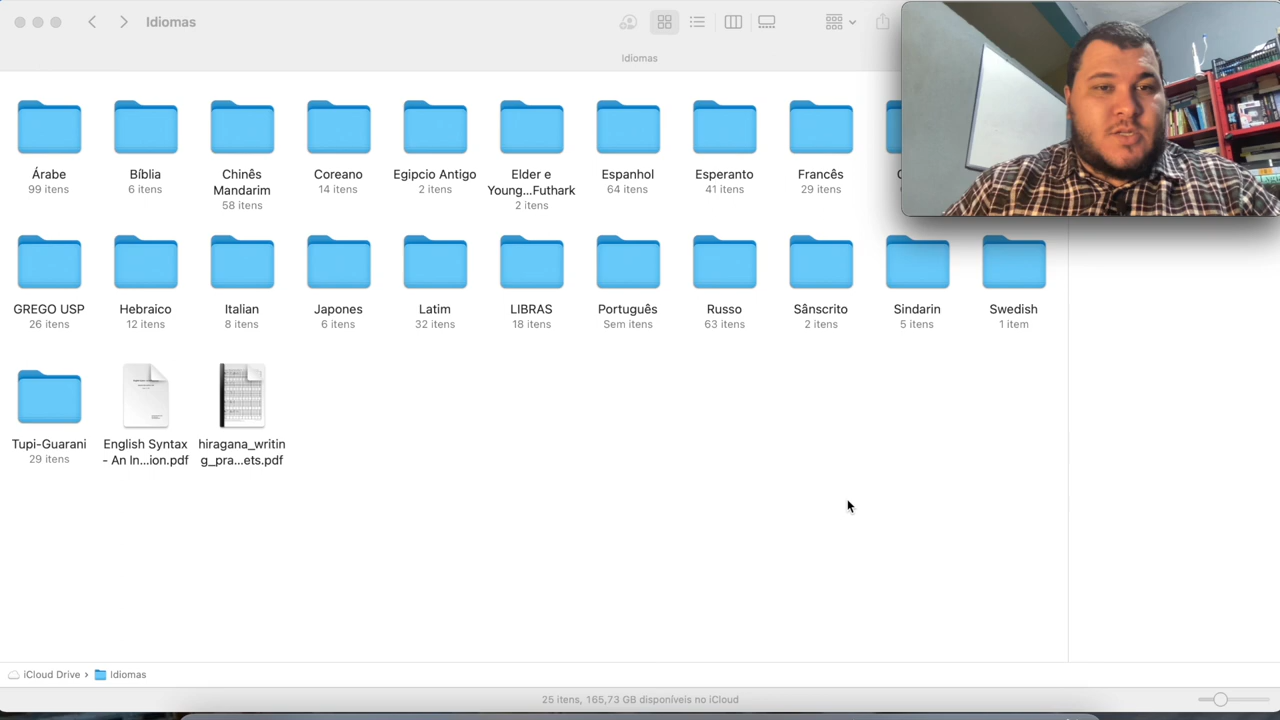 Idiomas
Idiomas
Árabe
99 itens
Bíblia
6 itens
Chinês
Mandarim
58 itens
Coreano
14 itens
Egipcio Antigo
2 itens
Elder e
Young...Futhark
2 itens
Espanhol
64 itens
Esperanto
41 itens
Francês
29 itens
GREGO USP
26 itens
Hebraico
12 itens
Italian
8 itens
Japones
6 itens
Latim
32 itens
LIBRAS
18 itens
Português
Sem itens
Russo
63 itens
Sânscrito
2 itens
Sindarin
5 itens
Swedish
1 item
Tupi-Guarani
29 itens
English Syntax
- An In...ion.pdf
hiragana_writin
g_pra...ets.pdf
iCloud Drive › Idiomas
25 itens, 165,73 GB disponíveis no iCloud